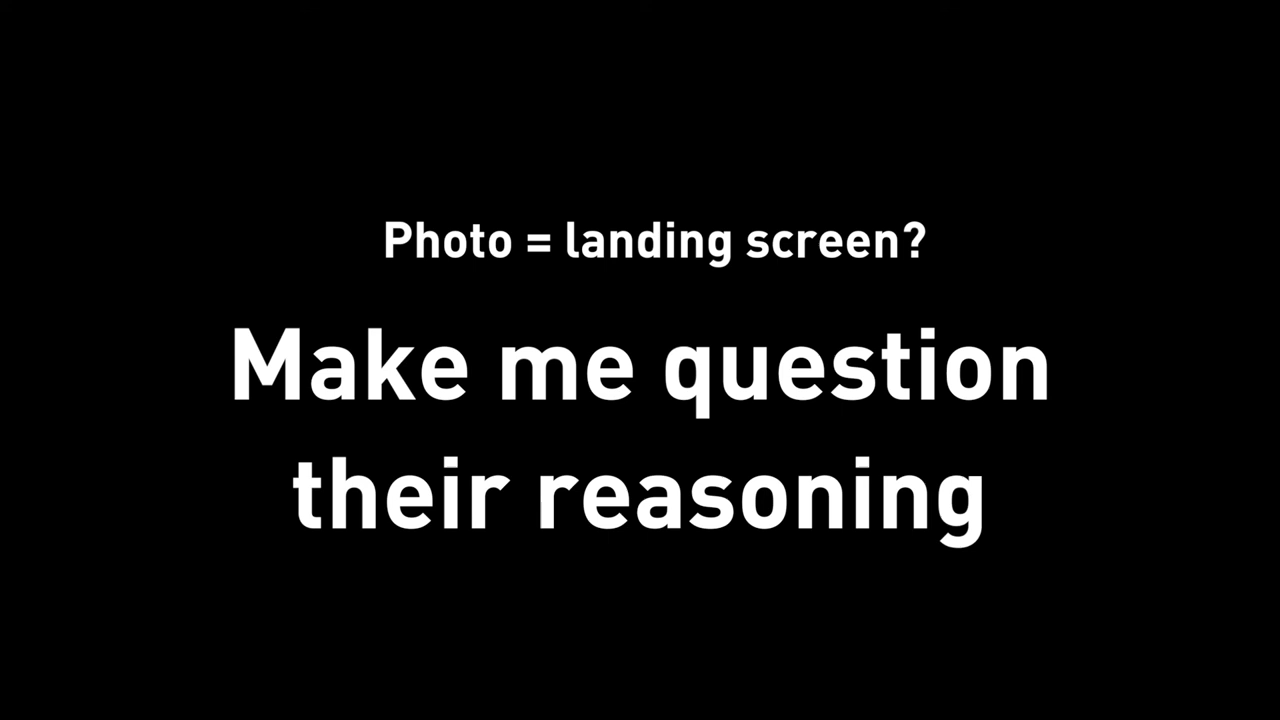 Photo = landing screen?
Make me question
their reasoning